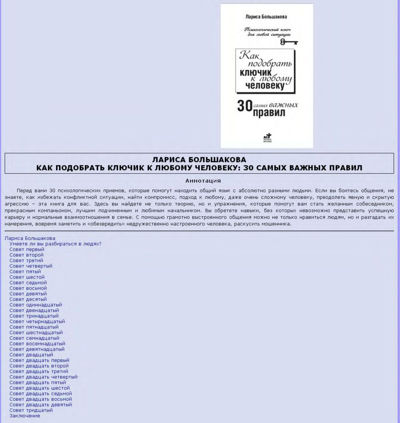 Лариса Большакова
Психологический ключ
для любой ситуации
Как
подобрать
КЛЮЧИК
к любому
ЧЕЛОВЕКУ
30 самых важных
ПРАВИЛ
ЛАРИСА БОЛЬШАКОВА
КАК ПОДОБРАТЬ КЛЮЧИК К ЛЮБОМУ ЧЕЛОВЕКУ: 30 САМЫХ ВАЖНЫХ ПРАВИЛ
Аннотация
Перед вами 30 психологических приемов, которые помогут находить общий язык с абсолютно разными людьми. Если вы боитесь общения, не
знаете, как избежать конфликтной ситуации, найти компромисс, подход к любому, даже очень сложному человеку, преодолеть явную и скрытую
агрессию – эта книга для вас. Здесь вы найдете не только теорию, но и упражнения, которые помогут вам стать желанным собеседником,
прекрасным компаньоном, лучшим подчиненным и любимым начальником. Вы обретете навыки, без которых невозможно представить успешную
карьеру и нормальные взаимоотношения в семье. С помощью грамотно выстроенного общения можно не только нравиться людям, но и разгадать их
намерения, вовремя заметить и «обезвредить» недружественно настроенного человека, раскусить мошенника.
Лариса Большакова
Умеете ли вы разбираться в людях?
Совет первый
Совет второй
Совет третий
Совет четвертый
Совет пятый
Совет шестой
Совет седьмой
Совет восьмой
Совет девятый
Совет десятый
Совет одиннадцатый
Совет двенадцатый
Совет тринадцатый
Совет четырнадцатый
Совет пятнадцатый
Совет шестнадцатый
Совет семнадцатый
Совет восемнадцатый
Совет девятнадцатый
Совет двадцатый
Совет двадцать первый
Совет двадцать второй
Совет двадцать третий
Совет двадцать четвертый
Совет двадцать пятый
Совет двадцать шестой
Совет двадцать седьмой
Совет двадцать восьмой
Совет двадцать девятый
Совет тридцатый
Заключение